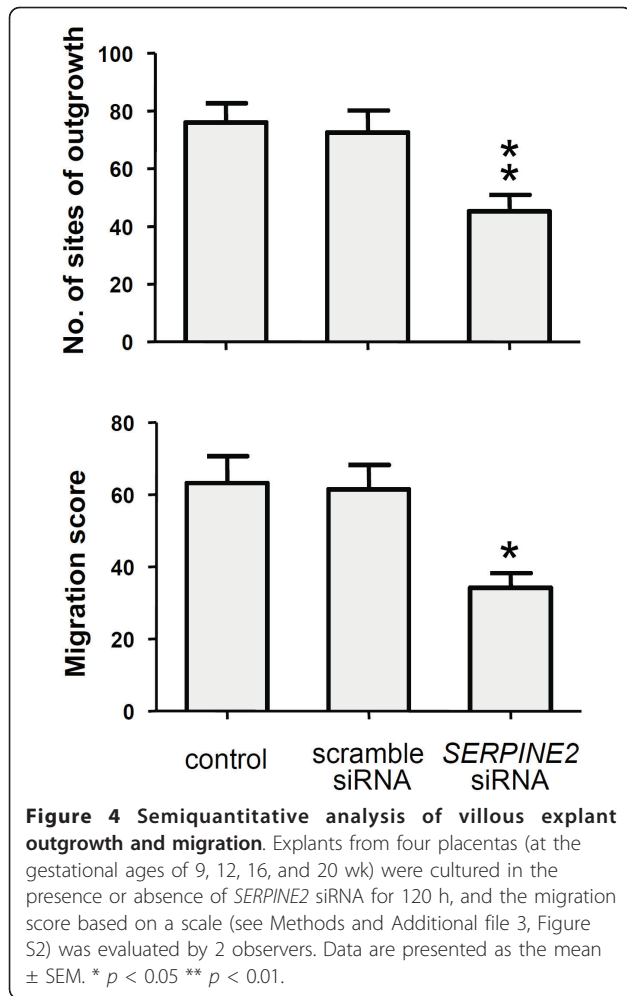 100
80
60
40
20
0
No. of sites of outgrowth
**
80
60
40
20
0
Migration score
*
control
scramble siRNA
SERPINE2 siRNA
Figure 4 Semiquantitative analysis of villous explant
outgrowth and migration. Explants from four placentas (at the
gestational ages of 9, 12, 16, and 20 wk) were cultured in the
presence or absence of SERPINE2 siRNA for 120 h, and the migration
score based on a scale (see Methods and Additional file 3, Figure
S2) was evaluated by 2 observers. Data are presented as the mean
± SEM. * p < 0.05 ** p < 0.01.